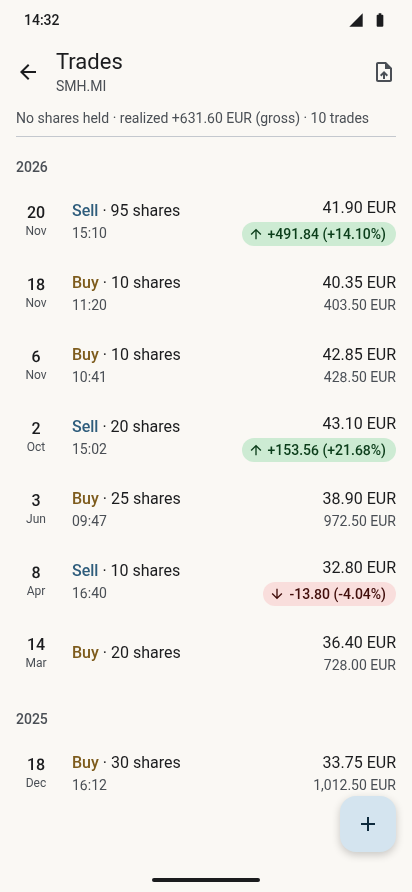 14:32
Trades
SMH.MI
No shares held · realized +631.60 EUR (gross) · 10 trades
2026
20 Nov Sell · 95 shares 15:10 41.90 EUR +491.84 (+14.10%)
18 Nov Buy · 10 shares 11:20 40.35 EUR 403.50 EUR
6 Nov Buy · 10 shares 10:41 42.85 EUR 428.50 EUR
2 Oct Sell · 20 shares 15:02 43.10 EUR +153.56 (+21.68%)
3 Jun Buy · 25 shares 09:47 38.90 EUR 972.50 EUR
8 Apr Sell · 10 shares 16:40 32.80 EUR -13.80 (-4.04%)
14 Mar Buy · 20 shares 36.40 EUR 728.00 EUR
2025
18 Dec Buy · 30 shares 16:12 33.75 EUR 1,012.50 EUR